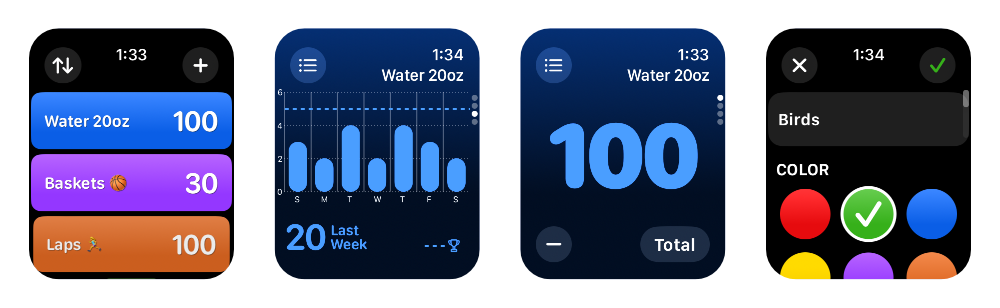 1:33
Water 20oz 100
Baskets 🏀 30
Laps 🏃 100
1:34
Water 20oz
6
4
2
0
S M T W T F S
20 Last Week
---
1:33
Water 20oz
100
Total
1:34
Birds
COLOR